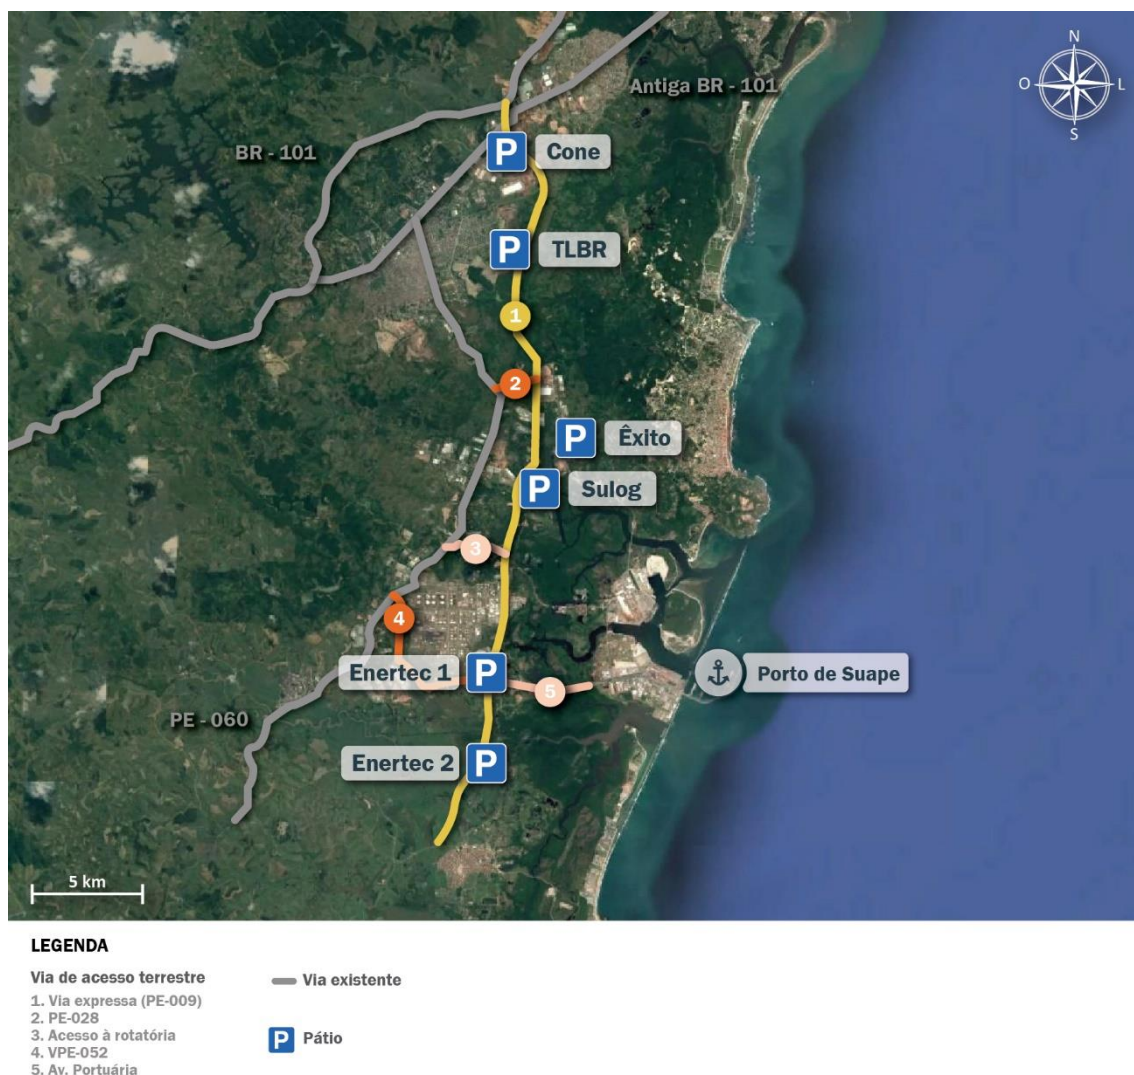 N
Antiga BR - 101
O
L
S
BR - 101
P
Cone
P
TLBR
1
2
P
Êxito
P
Sulog
3
4
Enertec 1
P
5
Porto de Suape
PE - 060
Enertec 2
P
5 km
LEGENDA
Via de acesso terrestre
1. Via expressa (PE-009)
2. PE-028
3. Acesso à rotatória
4. VPE-052
5. Av. Portuária
Via existente
P
Pátio